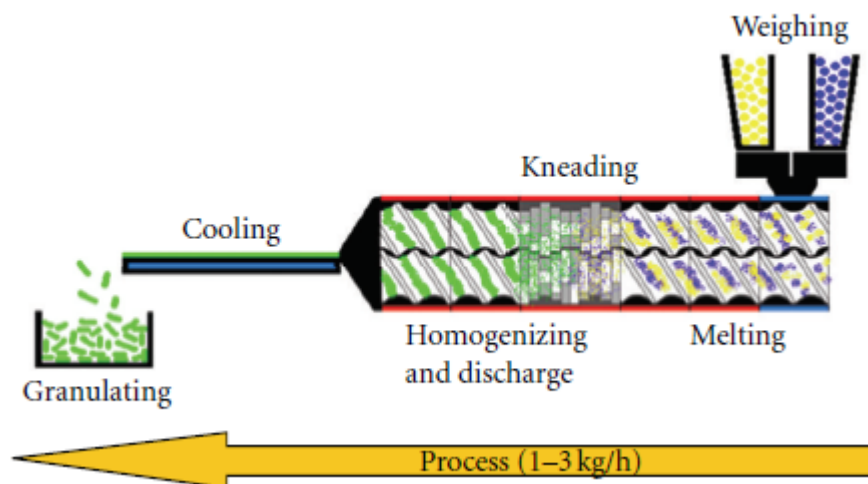 Weighing
Kneading
Cooling
Homogenizing
and discharge
Melting
Granulating
Process (1–3 kg/h)